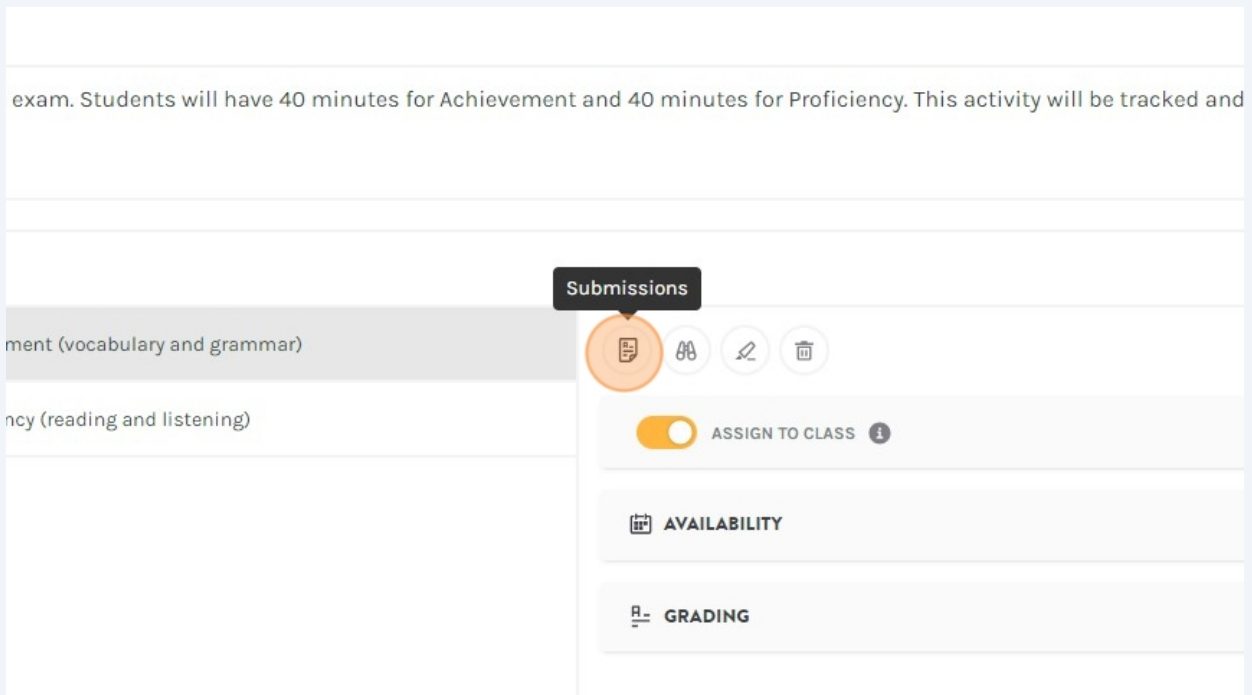 exam. Students will have 40 minutes for Achievement and 40 minutes for Proficiency. This activity will be tracked and
Submissions
ment (vocabulary and grammar)
ncy (reading and listening)
ASSIGN TO CLASS
AVAILABILITY
GRADING